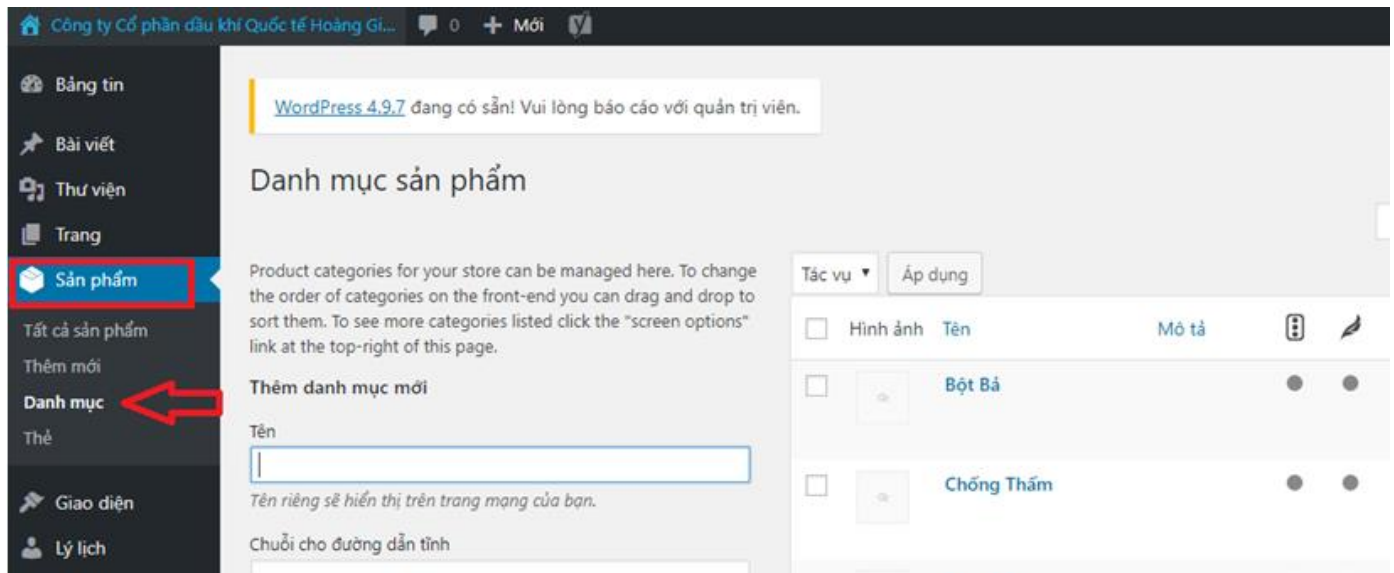 Công ty Cổ phần dầu khí Quốc tế Hoàng Gi... 0 Mới
Bảng tin
Bài viết
Thư viện
Trang
Sản phẩm
Tất cả sản phẩm
Thêm mới
Danh mục
Thẻ
Giao diện
Lý lịch
WordPress 4.9.7 đang có sẵn! Vui lòng báo cáo với quản trị viên.
Danh mục sản phẩm
Product categories for your store can be managed here. To change
the order of categories on the front-end you can drag and drop to
sort them. To see more categories listed click the "screen options"
link at the top-right of this page.
Thêm danh mục mới
Tên
Tên riêng sẽ hiển thị trên trang mạng của bạn.
Chuỗi cho đường dẫn tĩnh
Tác vụ Áp dụng
Hình ảnh Tên Mô tả
Bột Bả
Chống Thấm